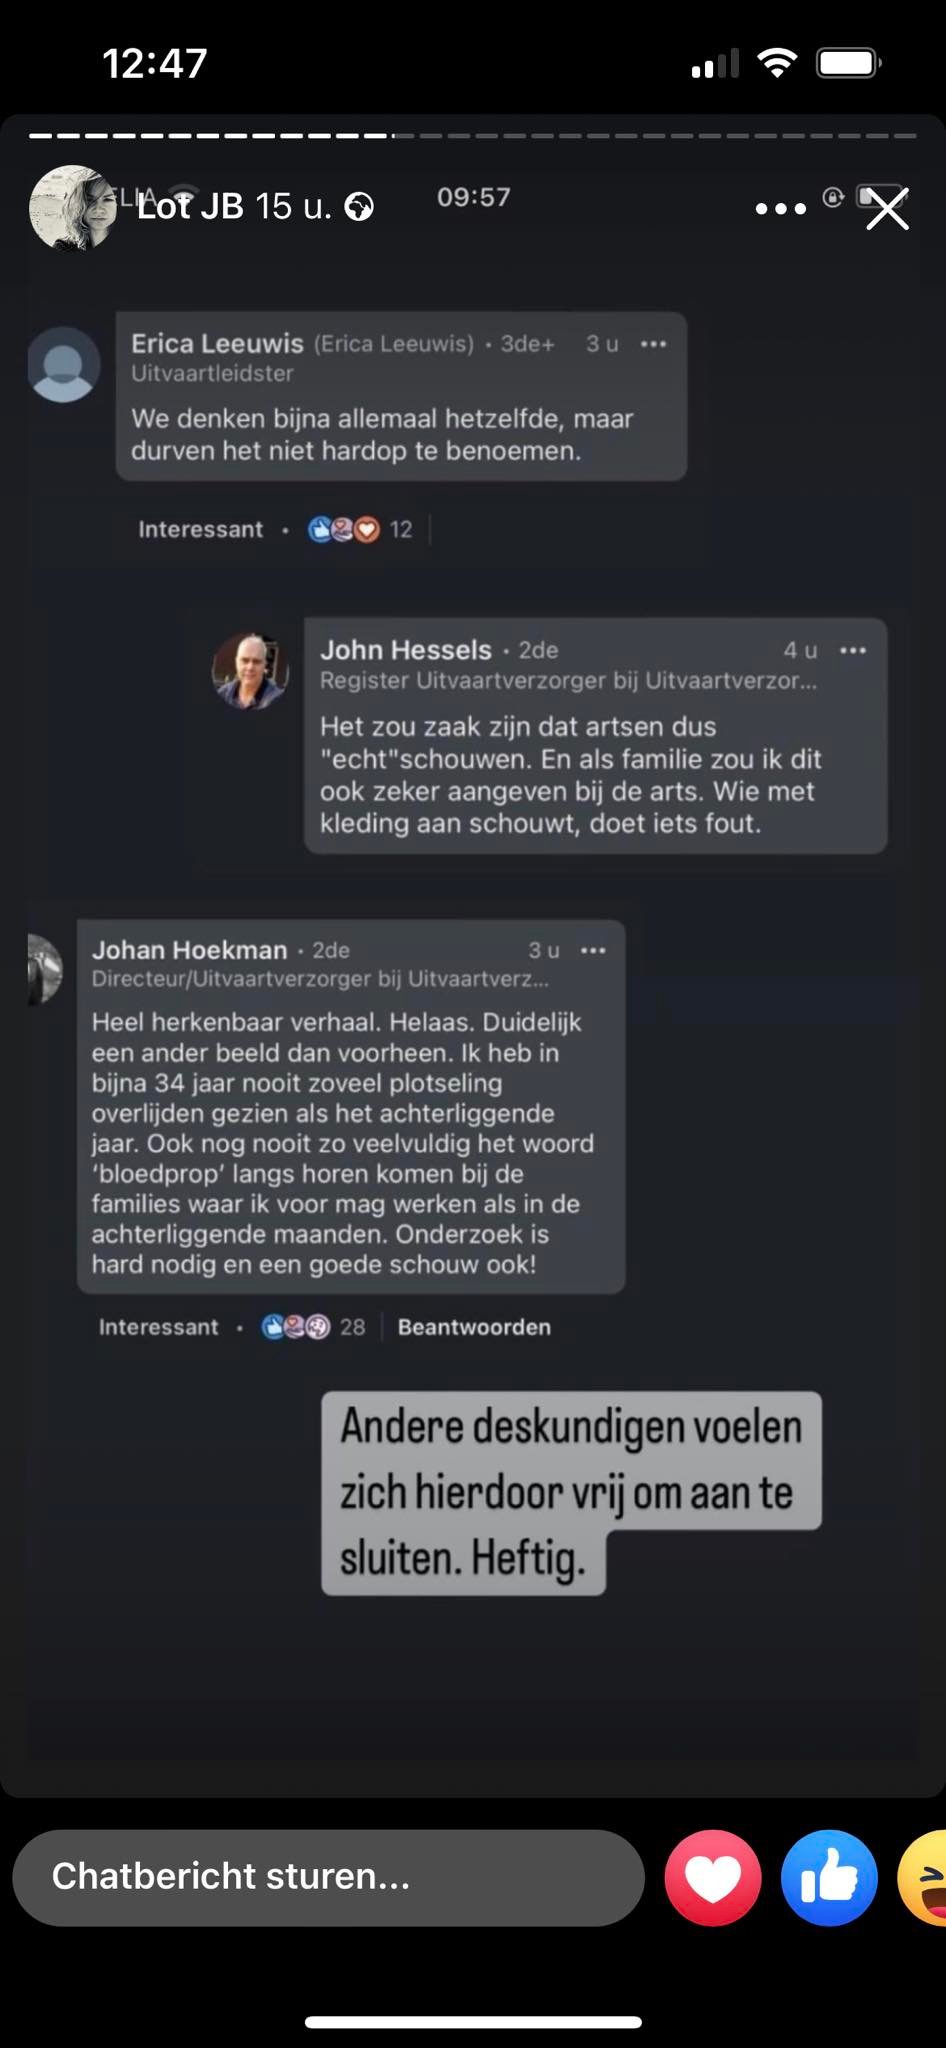 12:47
Lot JB 15 u.
09:57
Erica Leeuwis (Erica Leeuwis) • 3de+ 3 u •••
Uitvaartleidster
We denken bijna allemaal hetzelfde, maar
durven het niet hardop te benoemen.
Interessant • 12
John Hessels • 2de 4 u •••
Register Uitvaartverzorger bij Uitvaartverzor...
Het zou zaak zijn dat artsen dus
"echt"schouwen. En als familie zou ik dit
ook zeker aangeven bij de arts. Wie met
kleding aan schouwt, doet iets fout.
Johan Hoekman • 2de 3 u •••
Directeur/Uitvaartverzorger bij Uitvaartverz...
Heel herkenbaar verhaal. Helaas. Duidelijk
een ander beeld dan voorheen. Ik heb in
bijna 34 jaar nooit zoveel plotseling
overlijden gezien als het achterliggende
jaar. Ook nog nooit zo veelvuldig het woord
‘bloedprop’ langs horen komen bij de
families waar ik voor mag werken als in de
achterliggende maanden. Onderzoek is
hard nodig en een goede schouw ook!
Interessant • 28 Beantwoorden
Andere deskundigen voelen
zich hierdoor vrij om aan te
sluiten. Heftig.
Chatbericht sturen...